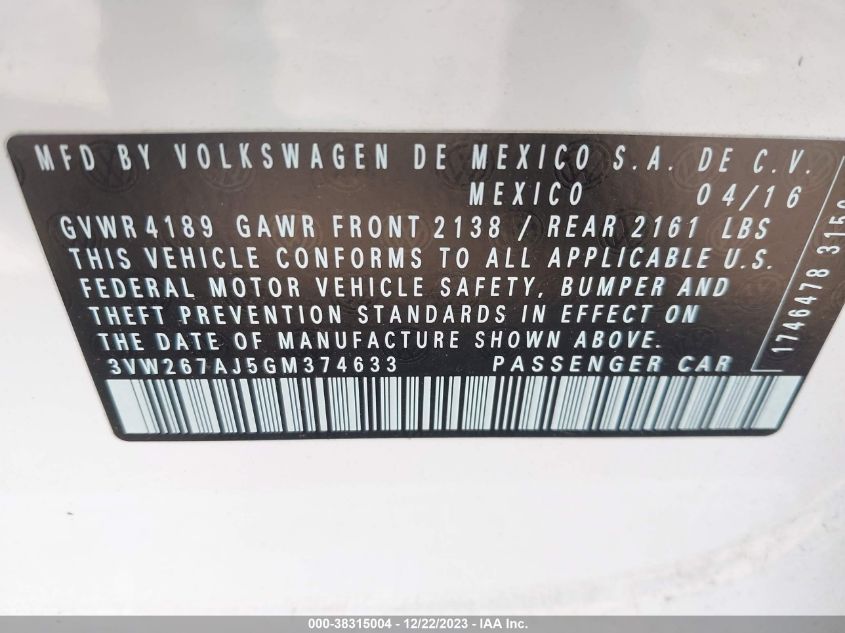 MFD BY VOLKSWAGEN DE MEXICO S.A. DE C.V.
MEXICO 04/16
GVWR 4189 GAWR FRONT 2138 / REAR 2161 LBS
THIS VEHICLE CONFORMS TO ALL APPLICABLE U.S.
FEDERAL MOTOR VEHICLE SAFETY, BUMPER AND
THEFT PREVENTION STANDARDS IN EFFECT ON
THE DATE OF MANUFACTURE SHOWN ABOVE.
3VW267AJ5GM374633 PASSENGER CAR
1746478
000-38315004 - 12/22/2023 - IAA Inc.